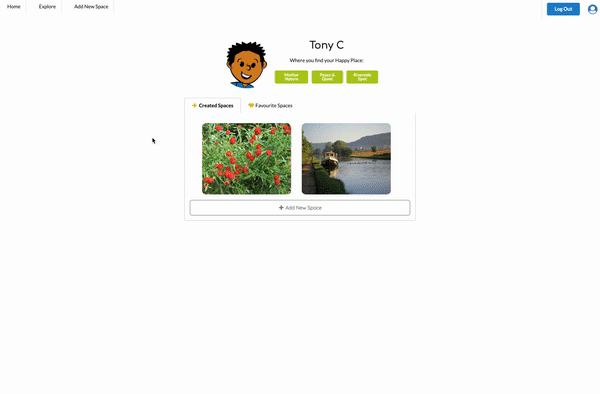 Home Explore Add New Space Log Out
Tony C
Where you find your Happy Place:
Mother Nature
Peace & Quiet
Riverside Spot
Created Spaces Favourite Spaces
Add New Space